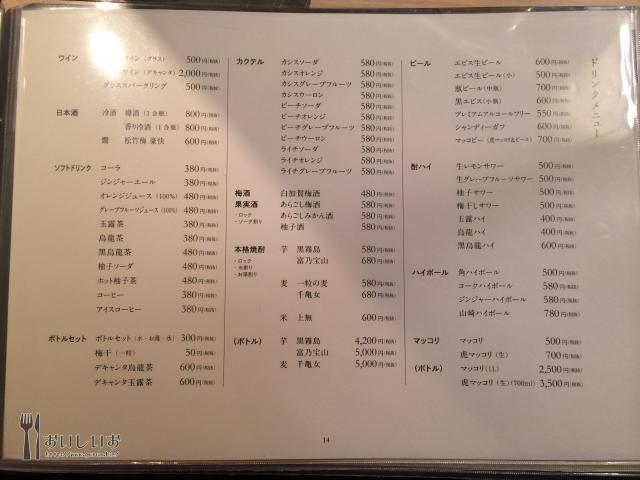 ドリンクメニュー
ビール
エビス生ビール 600円(税抜)
エビス生ビール(小) 500円(税抜)
瓶ビール(中瓶) 700円(税抜)
黒エビス(小瓶) 600円(税抜)
プレミアムアルコールフリー 550円(税抜)
シャンディーガフ 600円(税抜)
マッコビー(虎マッコリ&ビール) 700円(税抜)
酎ハイ
生レモンサワー 500円(税抜)
生グレープフルーツサワー 500円(税抜)
柚子サワー 500円(税抜)
梅干しサワー 500円(税抜)
玉露ハイ 400円(税抜)
烏龍ハイ 400円(税抜)
黒烏龍ハイ 600円(税抜)
ハイボール
角ハイボール 500円(税抜)
コークハイボール 580円(税抜)
ジンジャーハイボール 580円(税抜)
山崎ハイボール 780円(税抜)
マッコリ
マッコリ 500円(税抜)
虎マッコリ(生) 700円(税抜)
(ボトル)
マッコリ(1L) 2,500円(税抜)
虎マッコリ(生)(700ml) 3,500円(税抜)
カクテル
カシスソーダ 580円(税抜)
カシスオレンジ 580円(税抜)
カシスグレープフルーツ 580円(税抜)
カシスウーロン 580円(税抜)
ピーチソーダ 580円(税抜)
ピーチオレンジ 580円(税抜)
ピーチグレープフルーツ 580円(税抜)
ピーチウーロン 580円(税抜)
ライチソーダ 580円(税抜)
ライチオレンジ 580円(税抜)
ライチグレープフルーツ 580円(税抜)
梅酒
果実酒
・ロック
・ソーダ割り
白加賀梅酒 480円(税抜)
あらごし梅酒 580円(税抜)
あらごしみかん酒 580円(税抜)
柚子酒 580円(税抜)
本格焼酎
・ロック
・水割り
・お湯割り
芋 黒霧島 580円(税抜)
富乃宝山 680円(税抜)
麦 一粒の麦 580円(税抜)
千亀女 680円(税抜)
米 上無 600円(税抜)
(ボトル)
芋 黒霧島 4,200円(税抜)
富乃宝山 5,000円(税抜)
麦 千亀女 5,000円(税抜)
ワイン
ワイン(グラス) 500円(税抜)
ワイン(デキャンタ) 2,000円(税抜)
グラススパークリング 500円(税抜)
日本酒
冷酒 樽酒(1合瓶) 800円(税抜)
香り冷酒(1合瓶) 800円(税抜)
燗 松竹梅 豪快 600円(税抜)
ソフトドリンク
コーラ 380円(税抜)
ジンジャーエール 380円(税抜)
オレンジジュース(100%) 480円(税抜)
グレープフルーツジュース(100%) 480円(税抜)
玉露茶 380円(税抜)
烏龍茶 380円(税抜)
黒烏龍茶 480円(税抜)
柚子ソーダ 480円(税抜)
ホット柚子茶 480円(税抜)
コーヒー 380円(税抜)
アイスコーヒー 380円(税抜)
ボトルセット
ボトルセット(水・お湯・氷) 300円(税抜)
梅干(一粒) 50円(税抜)
デキャンタ烏龍茶 600円(税抜)
デキャンタ玉露茶 600円(税抜)
14
おいしいお